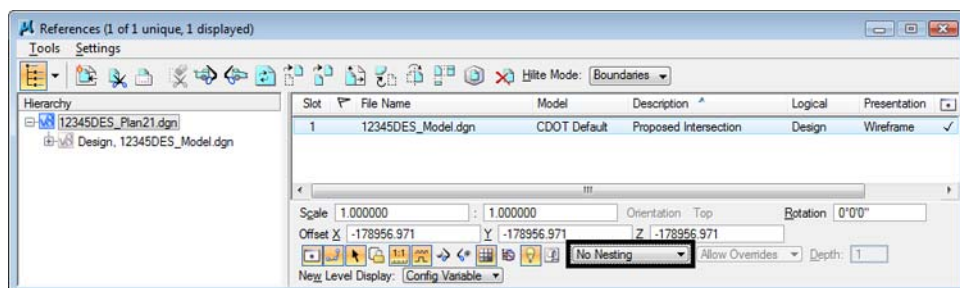 References (1 of 1 unique, 1 displayed)
Tools Settings
Hilite Mode: Boundaries
Hierarchy
12345DES_Plan21.dgn
Design, 12345DES_Model.dgn
Slot File Name Model Description Logical Presentation
1 12345DES_Model.dgn CDOT Default Proposed Intersection Design Wireframe
Scale 1.000000 : 1.000000 Orientation Top Rotation 0°0'0"
Offset X -178956.971 Y -178956.971 Z -178956.971
1:1 No Nesting Allow Overrides Depth: 1
New Level Display: Config Variable